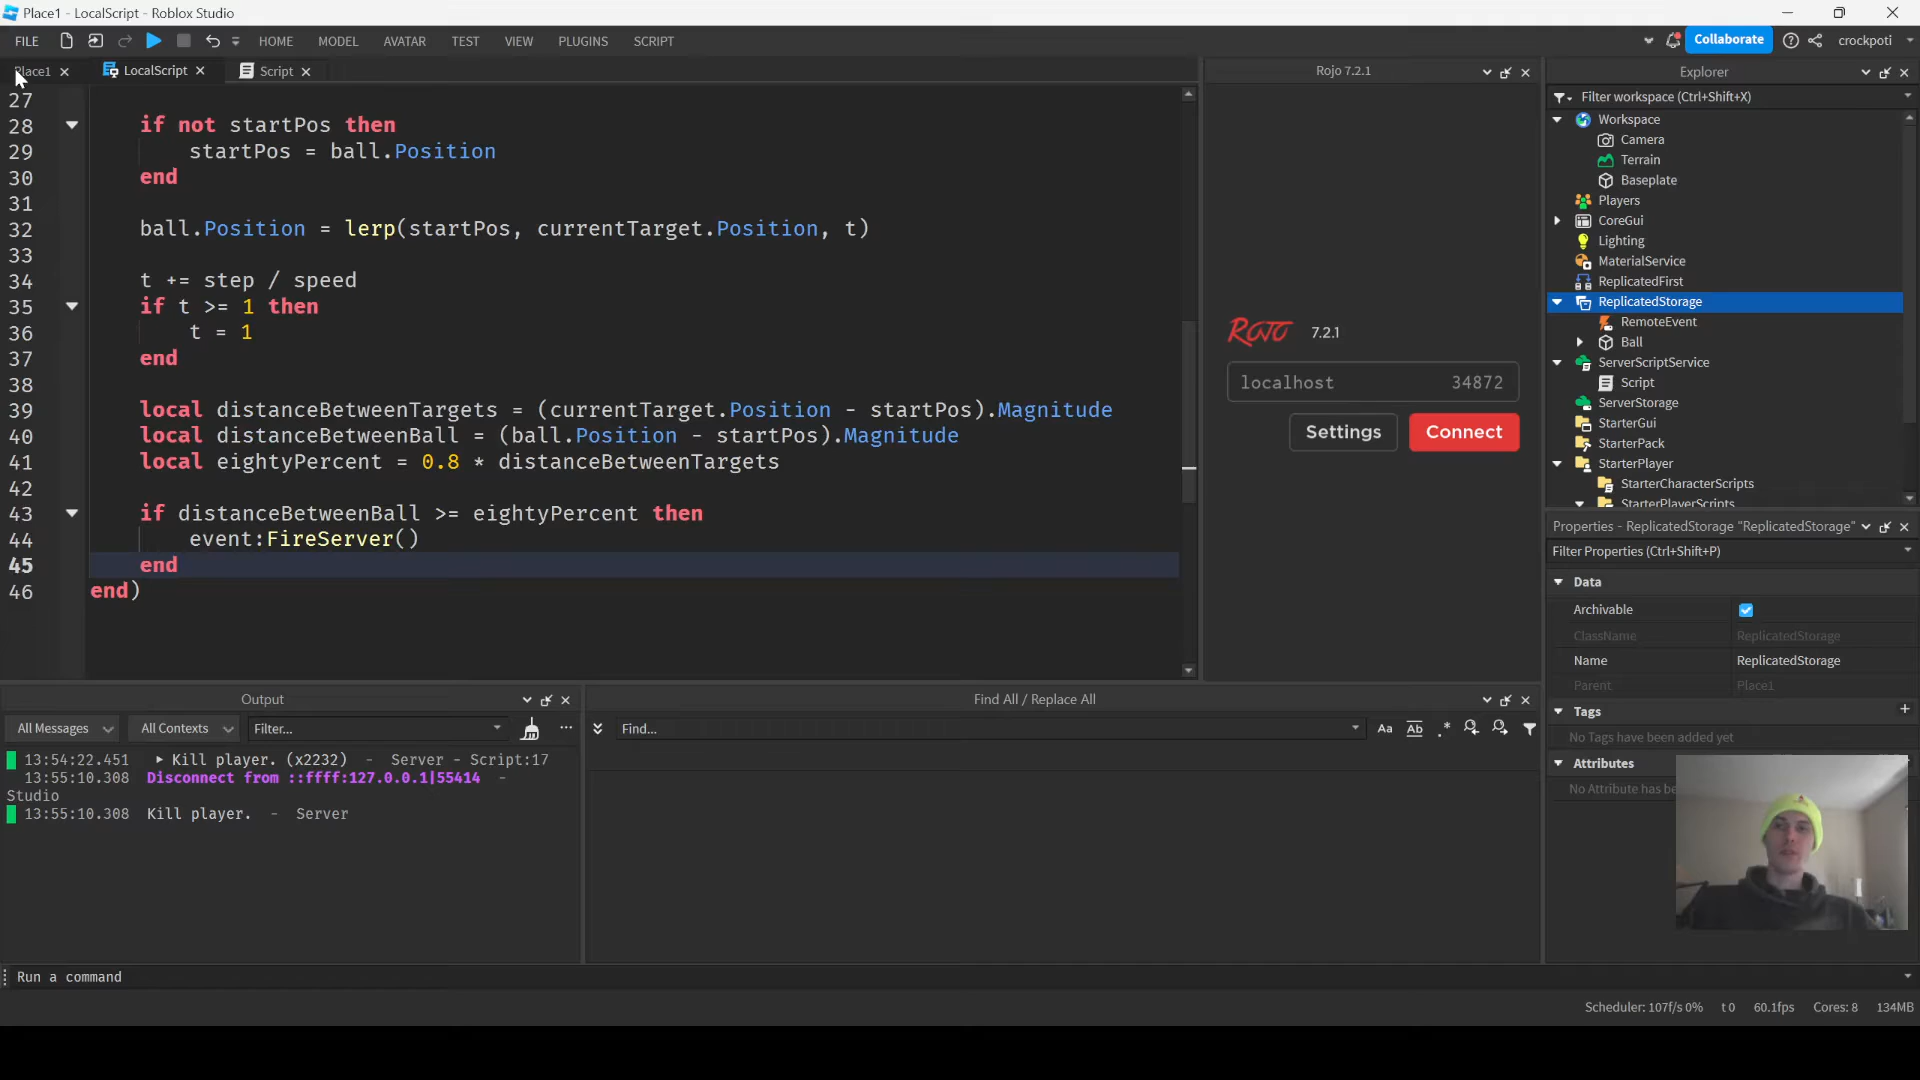 Place1 - LocalScript - Roblox Studio
FILE
HOME
MODEL
AVATAR
TEST
VIEW
PLUGINS
SCRIPT
Collaborate
crockpoti
Place1
LocalScript
Script
27
28 if not startPos then
29 startPos = ball.Position
30 end
31
32 ball.Position = lerp(startPos, currentTarget.Position, t)
33
34 t += step / speed
35 if t >= 1 then
36 t = 1
37 end
38
39 local distanceBetweenTargets = (currentTarget.Position - startPos).Magnitude
40 local distanceBetweenBall = (ball.Position - startPos).Magnitude
41 local eightyPercent = 0.8 * distanceBetweenTargets
42
43 if distanceBetweenBall >= eightyPercent then
44 event:FireServer()
45 end
46 end)
Rojo 7.2.1
ROJO 7.2.1
localhost 34872
Settings
Connect
Explorer
Filter workspace (Ctrl+Shift+X)
Workspace
Camera
Terrain
Baseplate
Players
CoreGui
Lighting
MaterialService
ReplicatedFirst
ReplicatedStorage
RemoteEvent
Ball
ServerScriptService
Script
ServerStorage
StarterGui
StarterPack
StarterPlayer
StarterCharacterScripts
StarterPlayerScripts
Properties - ReplicatedStorage "ReplicatedStorage"
Filter Properties (Ctrl+Shift+P)
Data
Archivable
ClassName ReplicatedStorage
Name ReplicatedStorage
Parent Place1
Tags +
No Tags have been added yet
Attributes
No Attribute has be
Output
All Messages
All Contexts
Filter...
13:54:22.451 Kill player. (x2232) - Server - Script:17
13:55:10.308 Disconnect from ::ffff:127.0.0.1|55414 -
Studio
13:55:10.308 Kill player. - Server
Find All / Replace All
Find...
Aa
Ab
.*
Run a command
Scheduler: 107f/s 0%
t 0
60.1fps
Cores: 8
134MB